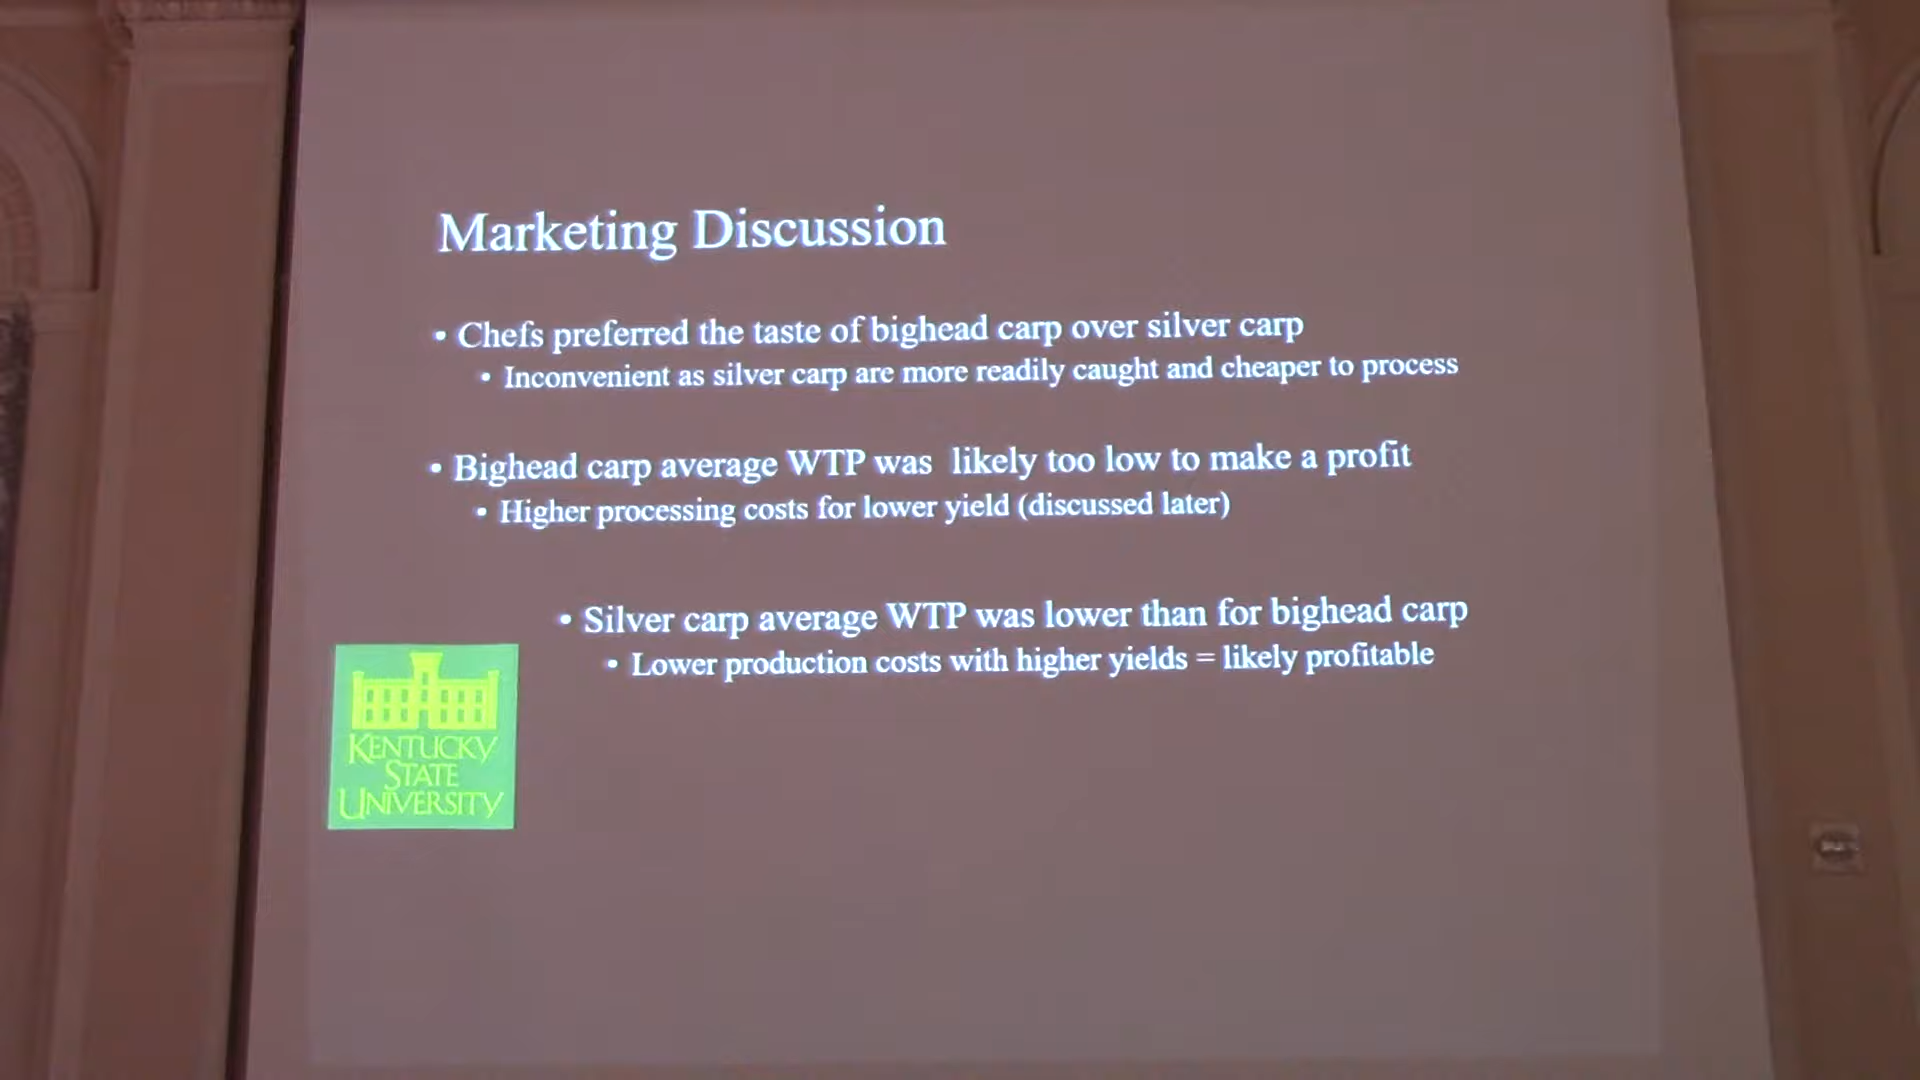 Marketing Discussion
• Chefs preferred the taste of bighead carp over silver carp
• Inconvenient as silver carp are more readily caught and cheaper to process
• Bighead carp average WTP was likely too low to make a profit
• Higher processing costs for lower yield (discussed later)
• Silver carp average WTP was lower than for bighead carp
• Lower production costs with higher yields = likely profitable
KENTUCKY
STATE
UNIVERSITY